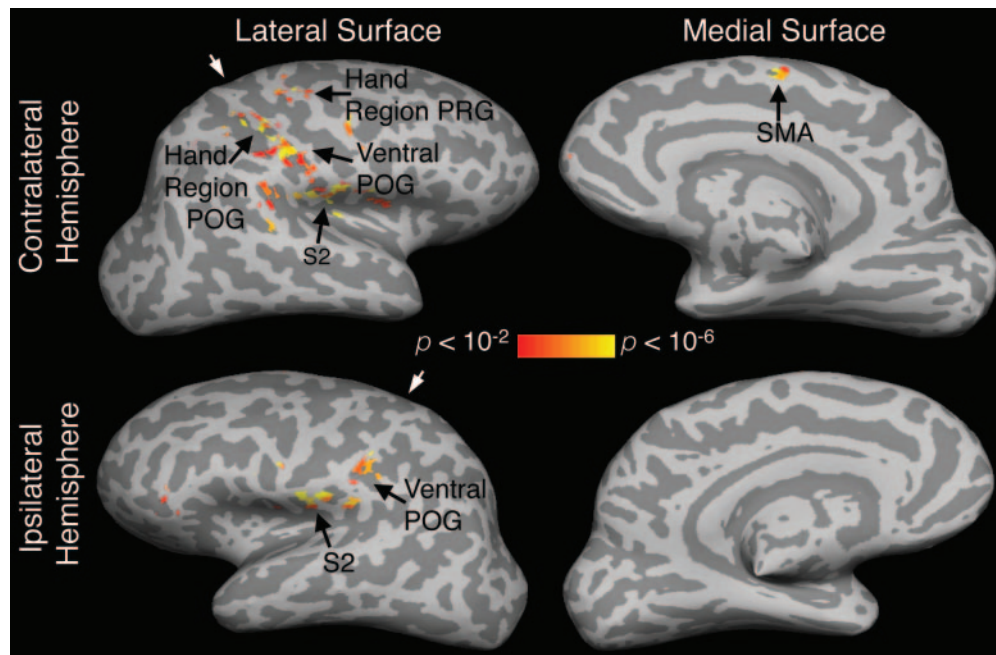 Lateral Surface
Medial Surface
Contralateral
Hemisphere
Hand
Region PRG
Hand
Region
POG
Ventral
POG
S2
SMA
p < 10⁻²
p < 10⁻⁶
Ipsilateral
Hemisphere
Ventral
POG
S2